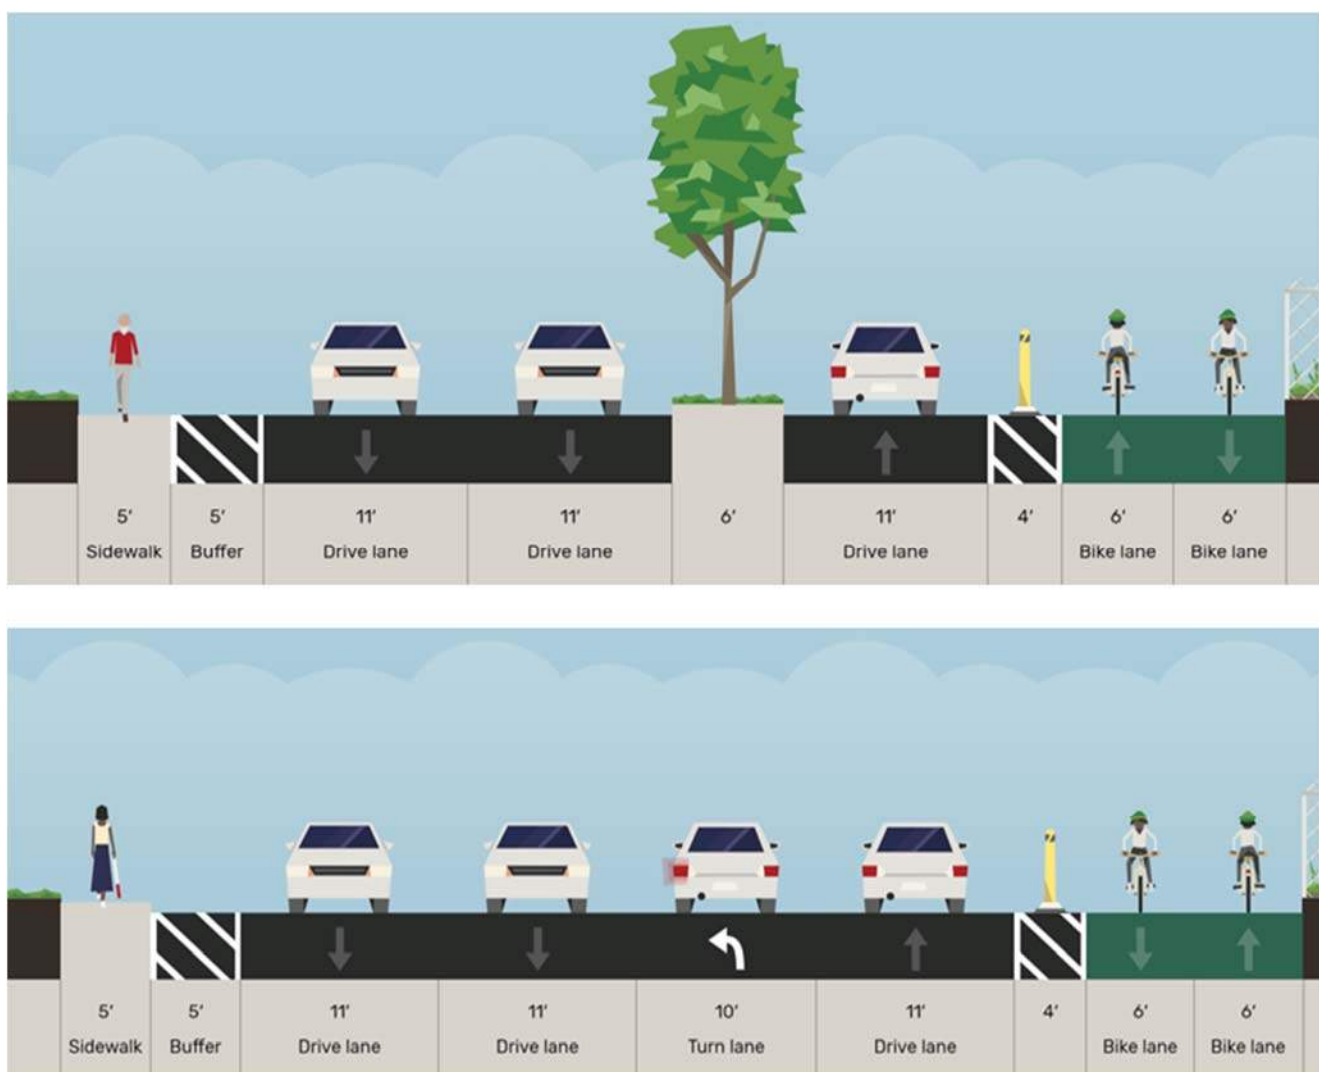 5' 5' 11' 11' 6' 11' 4' 6' 6'
Sidewalk Buffer Drive lane Drive lane Drive lane Bike lane Bike lane
5' 5' 11' 11' 10' 11' 4' 6' 6'
Sidewalk Buffer Drive lane Drive lane Turn lane Drive lane Bike lane Bike lane